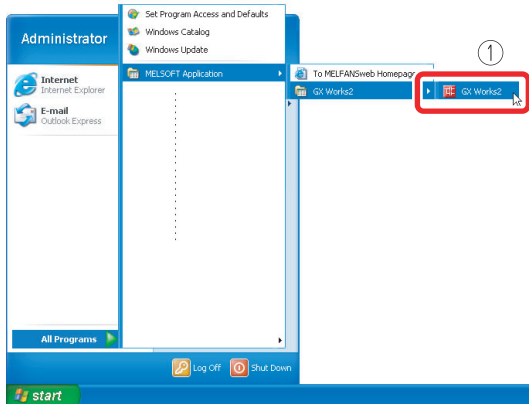 Administrator
Internet
Internet Explorer
E-mail
Outlook Express
All Programs
Set Program Access and Defaults
Windows Catalog
Windows Update
MELSOFT Application
To MELFANSweb Homepage
GX Works2
1
GX Works2
Log Off
Shut Down
start